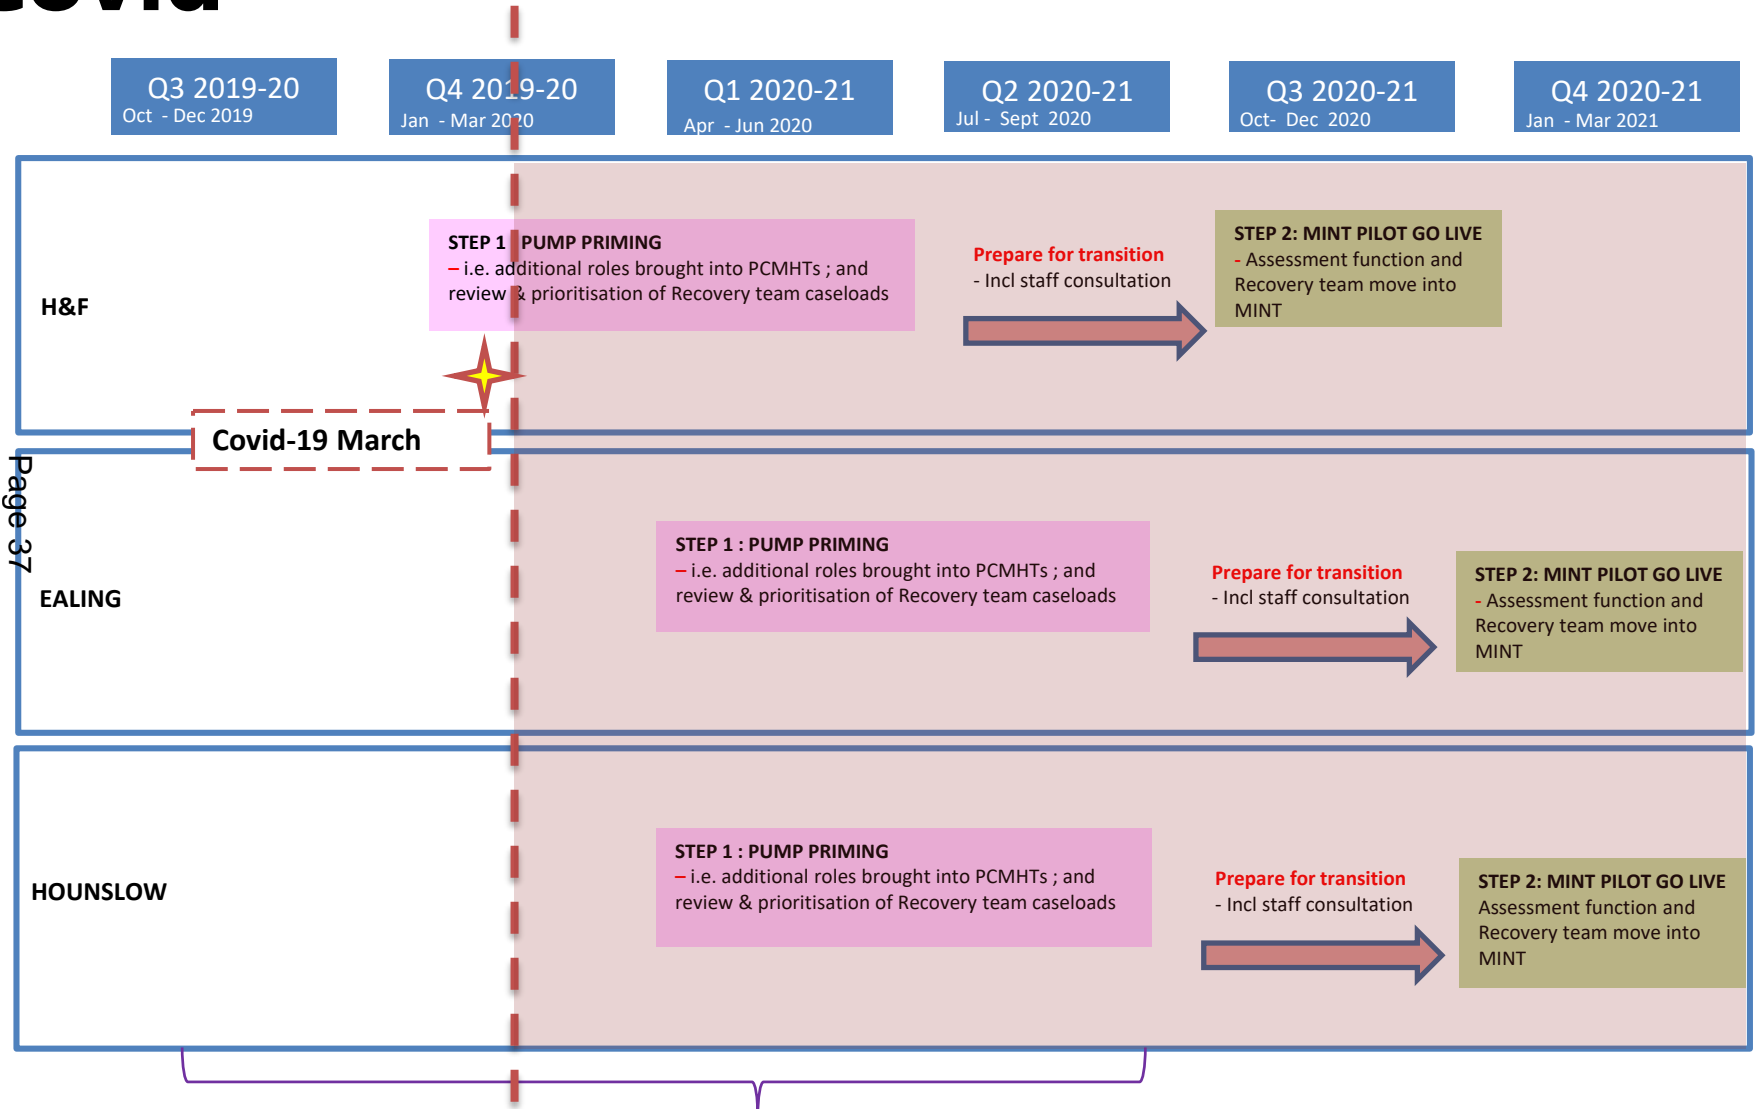 Covid
Q3 2019-20
Oct - Dec 2019
Q4 2019-20
Jan - Mar 2020
Q1 2020-21
Apr - Jun 2020
Q2 2020-21
Jul - Sept 2020
Q3 2020-21
Oct- Dec 2020
Q4 2020-21
Jan - Mar 2021
H&F
STEP 1 PUMP PRIMING
– i.e. additional roles brought into PCMHTs ; and
review & prioritisation of Recovery team caseloads
Prepare for transition
- Incl staff consultation
STEP 2: MINT PILOT GO LIVE
- Assessment function and
Recovery team move into
MINT
Covid-19 March
Page 37
EALING
STEP 1 : PUMP PRIMING
– i.e. additional roles brought into PCMHTs ; and
review & prioritisation of Recovery team caseloads
Prepare for transition
- Incl staff consultation
STEP 2: MINT PILOT GO LIVE
- Assessment function and
Recovery team move into
MINT
HOUNSLOW
STEP 1 : PUMP PRIMING
– i.e. additional roles brought into PCMHTs ; and
review & prioritisation of Recovery team caseloads
Prepare for transition
- Incl staff consultation
STEP 2: MINT PILOT GO LIVE
Assessment function and
Recovery team move into
MINT